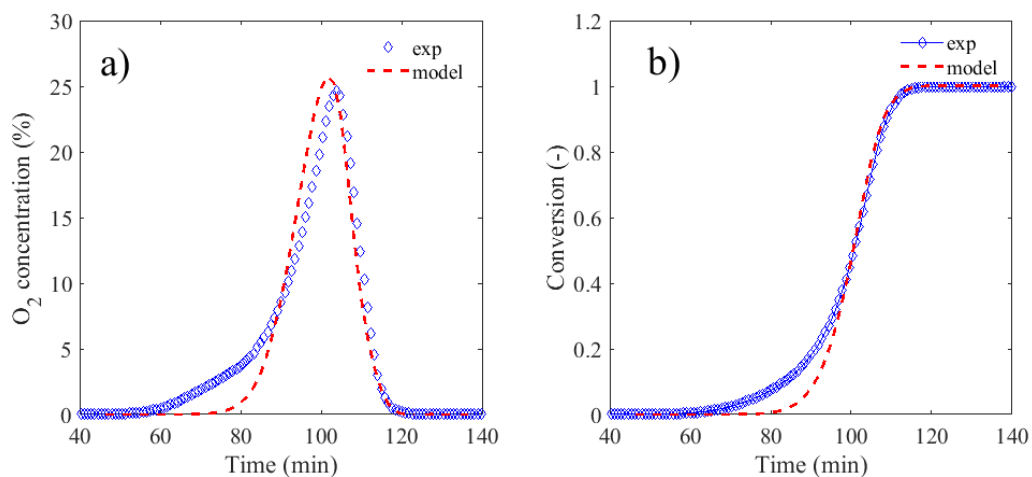 a)
exp
model
30
25
20
15
10
5
0
O2 concentration (%)
40 60 80 100 120 140
Time (min)
b)
exp
model
1.2
1
0.8
0.6
0.4
0.2
0
Conversion (-)
40 60 80 100 120 140
Time (min)